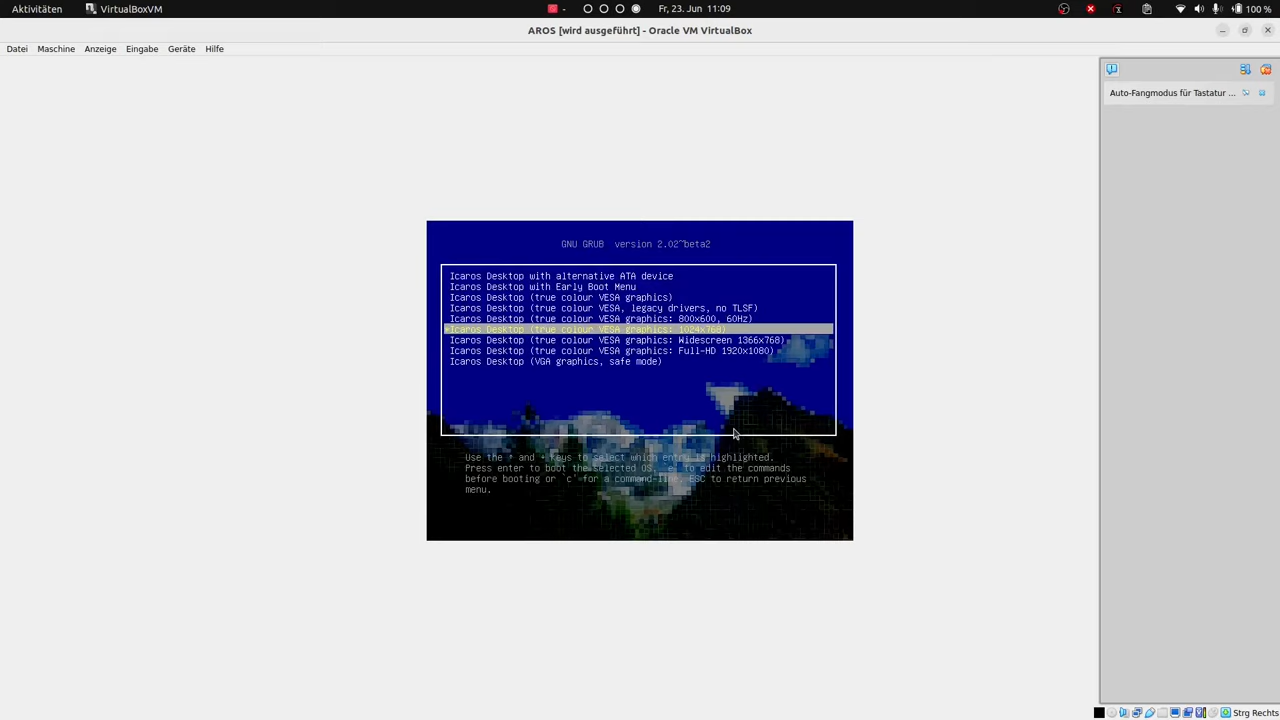 Aktivitäten VirtualBoxVM Fr, 23. Jun. 11:09 100 %
AROS [wird ausgeführt] - Oracle VM VirtualBox
Datei Maschine Anzeige Eingabe Geräte Hilfe
Auto-Fangmodus für Tastatur ...
GNU GRUB version 2.02~beta2
Icaros Desktop with alternative ATA device
Icaros Desktop with Early Boot Menu
Icaros Desktop (true colour VESA graphics)
Icaros Desktop (true colour VESA, legacy drivers, no TLSF)
Icaros Desktop (true colour VESA graphics: 800x600, 60Hz)
*Icaros Desktop (true colour VESA graphics: 1024x768)
Icaros Desktop (true colour VESA graphics: Widescreen 1366x768)
Icaros Desktop (true colour VESA graphics: Full-HD 1920x1080)
Icaros Desktop (VGA graphics, safe mode)
Use the ↑ and ↓ keys to select which entry is highlighted.
Press enter to boot the selected OS, `e' to edit the commands
before booting or `c' for a command-line. ESC to return previous
menu.
Strg Rechts